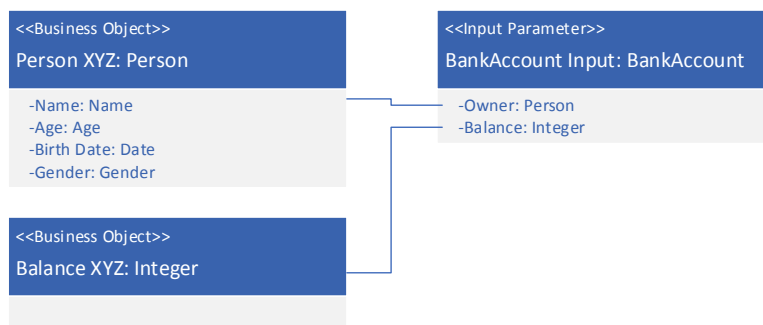 <<Business Object>>
Person XYZ: Person
-Name: Name
-Age: Age
-Birth Date: Date
-Gender: Gender
<<Input Parameter>>
BankAccount Input: BankAccount
-Owner: Person
-Balance: Integer
<<Business Object>>
Balance XYZ: Integer